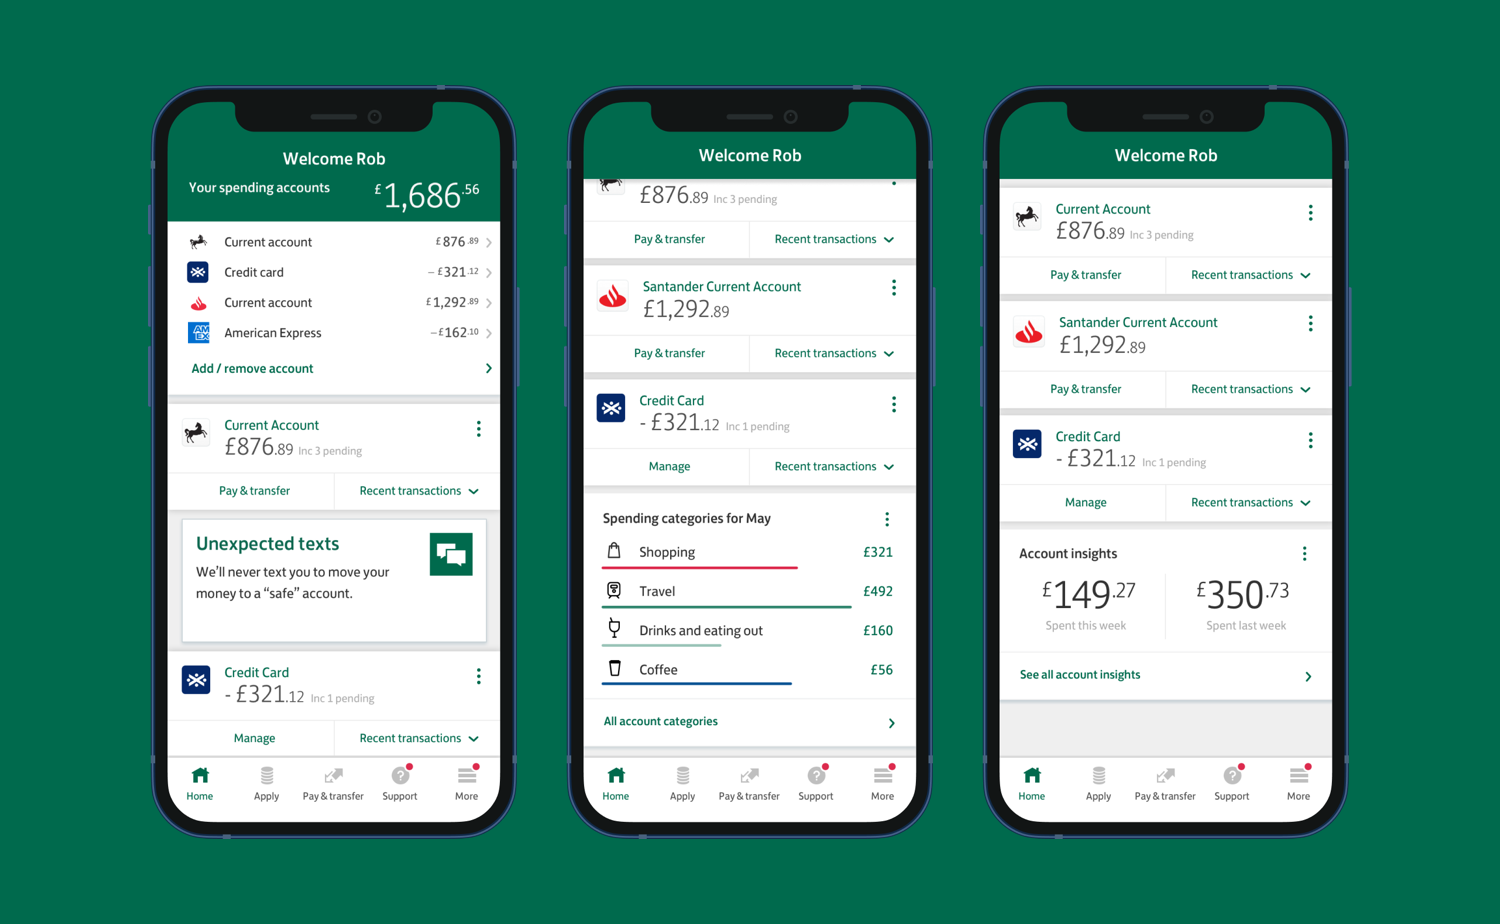 Welcome Rob
Your spending accounts £1,686.56
Current account £876.89
Credit card – £321.12
Current account £1,292.89
AM
EX
American Express –£162.10
Add / remove account
Current Account
£876.89 Inc 3 pending
Pay & transfer Recent transactions
Unexpected texts
We'll never text you to move your
money to a “safe” account.
Credit Card
- £321.12 Inc 1 pending
Manage Recent transactions
Home Apply Pay & transfer Support More
Welcome Rob
£876.89 Inc 3 pending
Pay & transfer Recent transactions
Santander Current Account
£1,292.89
Pay & transfer Recent transactions
Credit Card
- £321.12 Inc 1 pending
Manage Recent transactions
Spending categories for May
Shopping £321
Travel £492
Drinks and eating out £160
Coffee £56
All account categories
Home Apply Pay & transfer ? Support More
Welcome Rob
Current Account
£876.89 Inc 3 pending
Pay & transfer Recent transactions
Santander Current Account
£1,292.89
Pay & transfer Recent transactions
Credit Card
- £321.12 Inc 1 pending
Manage Recent transactions
Account insights
£149.27 £350.73
Spent this week Spent last week
See all account insights
Home Apply Pay & transfer Support More